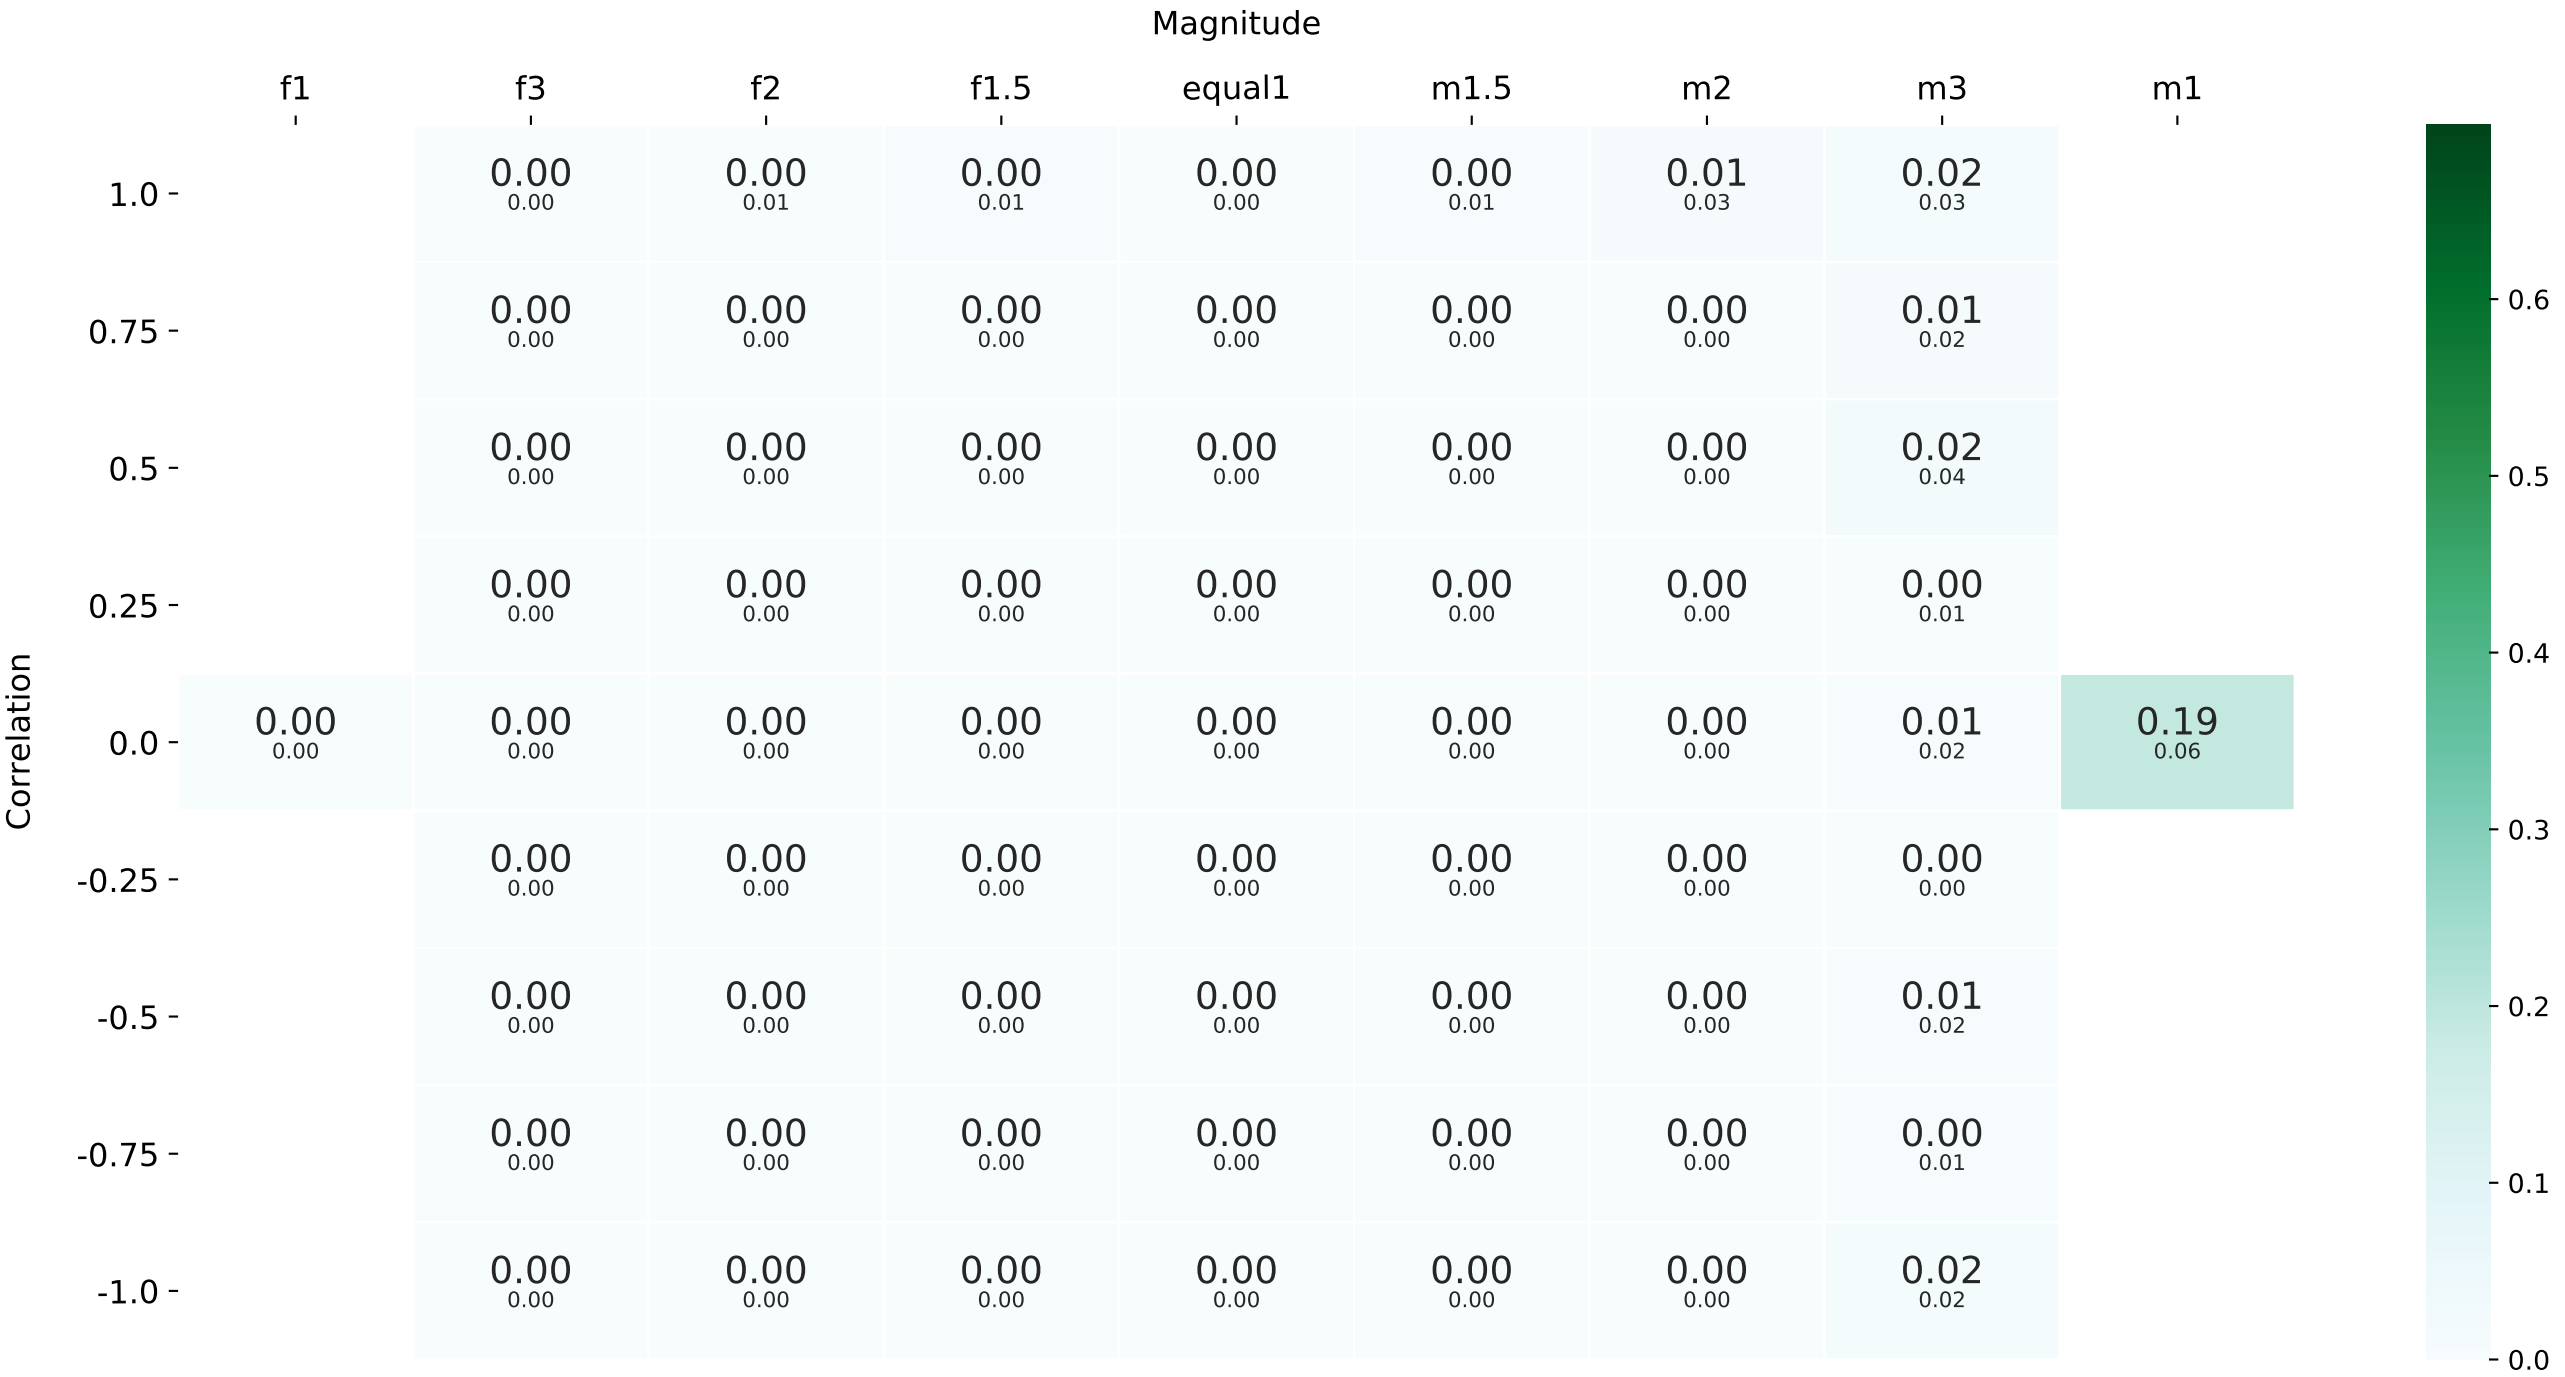 Magnitude
f1 f3 f2 f1.5 equal1 m1.5 m2 m3 m1
1.0 0.00 0.00 0.00 0.00 0.00 0.01 0.02
0.00 0.01 0.01 0.00 0.01 0.03 0.03
0.6
0.75 0.00 0.00 0.00 0.00 0.00 0.00 0.01
0.00 0.00 0.00 0.00 0.00 0.00 0.02
0.5 0.00 0.00 0.00 0.00 0.00 0.00 0.02
0.00 0.00 0.00 0.00 0.00 0.00 0.04
0.5
0.25 0.00 0.00 0.00 0.00 0.00 0.00 0.00
0.00 0.00 0.00 0.00 0.00 0.00 0.01
0.4
Correlation
0.0 0.00 0.00 0.00 0.00 0.00 0.00 0.00 0.01 0.19
0.00 0.00 0.00 0.00 0.00 0.00 0.00 0.02 0.06
0.3
-0.25 0.00 0.00 0.00 0.00 0.00 0.00 0.00
0.00 0.00 0.00 0.00 0.00 0.00 0.00
-0.5 0.00 0.00 0.00 0.00 0.00 0.00 0.01
0.00 0.00 0.00 0.00 0.00 0.00 0.02
0.2
-0.75 0.00 0.00 0.00 0.00 0.00 0.00 0.00
0.00 0.00 0.00 0.00 0.00 0.00 0.01
0.1
-1.0 0.00 0.00 0.00 0.00 0.00 0.00 0.02
0.00 0.00 0.00 0.00 0.00 0.00 0.02
0.0